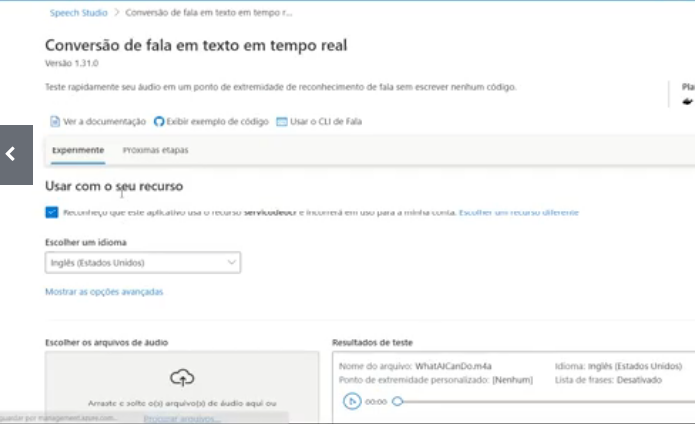 Speech Studio > Conversão de fala em texto em tempo r...
Conversão de fala em texto em tempo real
Versão 1.31.0
Teste rapidamente seu áudio em um ponto de extremidade de reconhecimento de fala sem escrever nenhum código.
Pla
Ver a documentação Exibir exemplo de código Usar o CLI de Fala
Experimente Próximas etapas
Usar com o seu recurso
Reconheço que este aplicativo usa o recurso servicodeocr e incorrerá em uso para a minha conta. Escolher um recurso diferente
Escolher um idioma
Inglês (Estados Unidos)
Mostrar as opções avançadas
Escolher os arquivos de áudio
Resultados de teste
Nome do arquivo: WhatAICanDo.m4a Idioma: Inglês (Estados Unidos)
Ponto de extremidade personalizado: [Nenhum] Lista de frases: Desativado
00:00
Arraste e solte o(s) arquivo(s) de áudio aqui ou
Procurar arquivos...
guardar por management.azure.com...